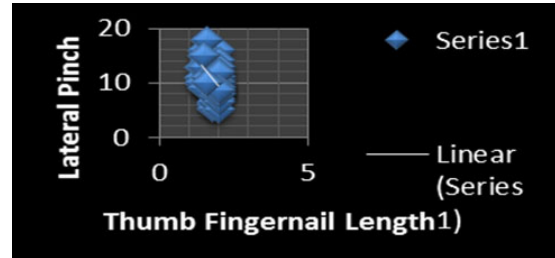 20
10
0
Lateral Pinch
0
5
Thumb Fingernail Length
Series1
Linear
(Series
1)